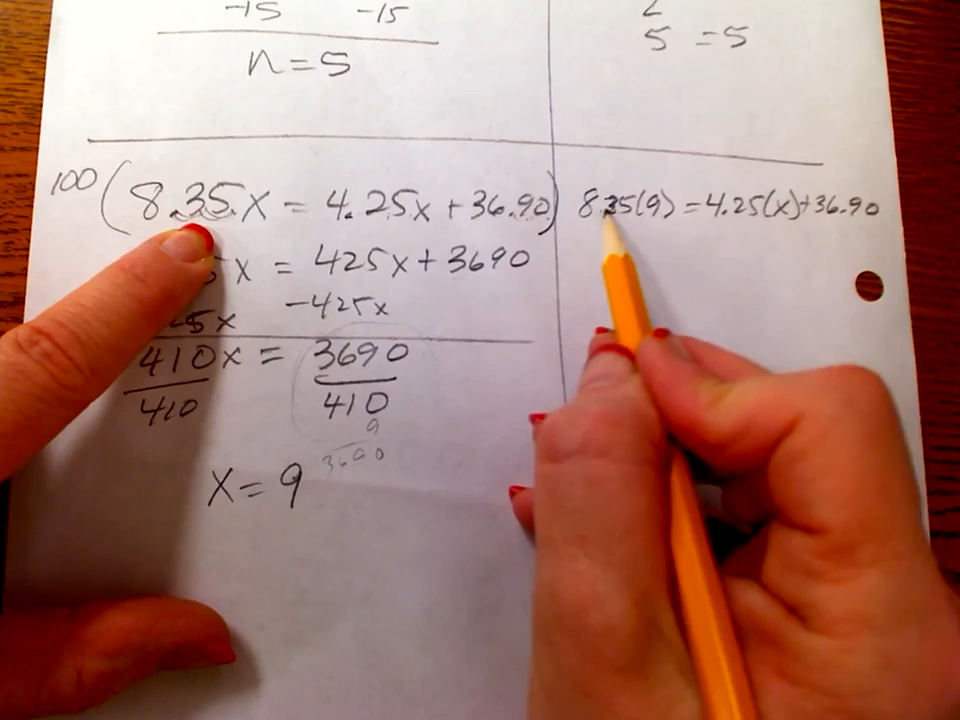 -15 -15
n = 5
5 = 5
100 (8.35x = 4.25x + 36.90)
x = 425x + 3690
-425x
410x = 3690
410 410
9
3690
x = 9
8.35(9) = 4.25(x) + 36.90